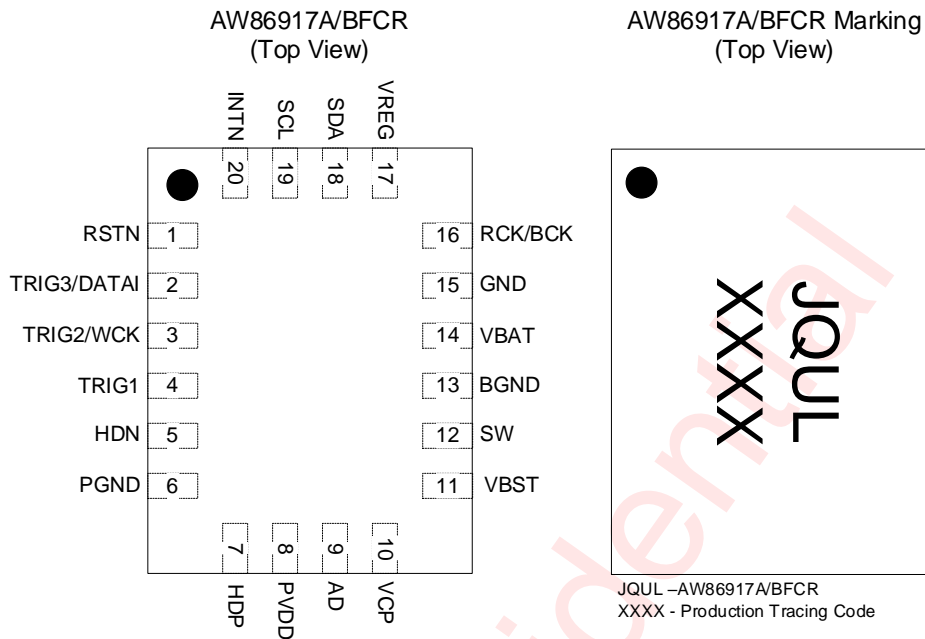 AW86917A/BFCR
(Top View)
AW86917A/BFCR Marking
(Top View)
INTN
SCL
SDA
VREG
20
19
18
17
RSTN 1
TRIG3/DATAI 2
TRIG2/WCK 3
TRIG1 4
HDN 5
PGND 6
16 RCK/BCK
15 GND
14 VBAT
13 BGND
12 SW
11 VBST
7
8
9
10
HDP
PVDD
AD
VCP
JQUL
XXXX
JQUL –AW86917A/BFCR
XXXX - Production Tracing Code